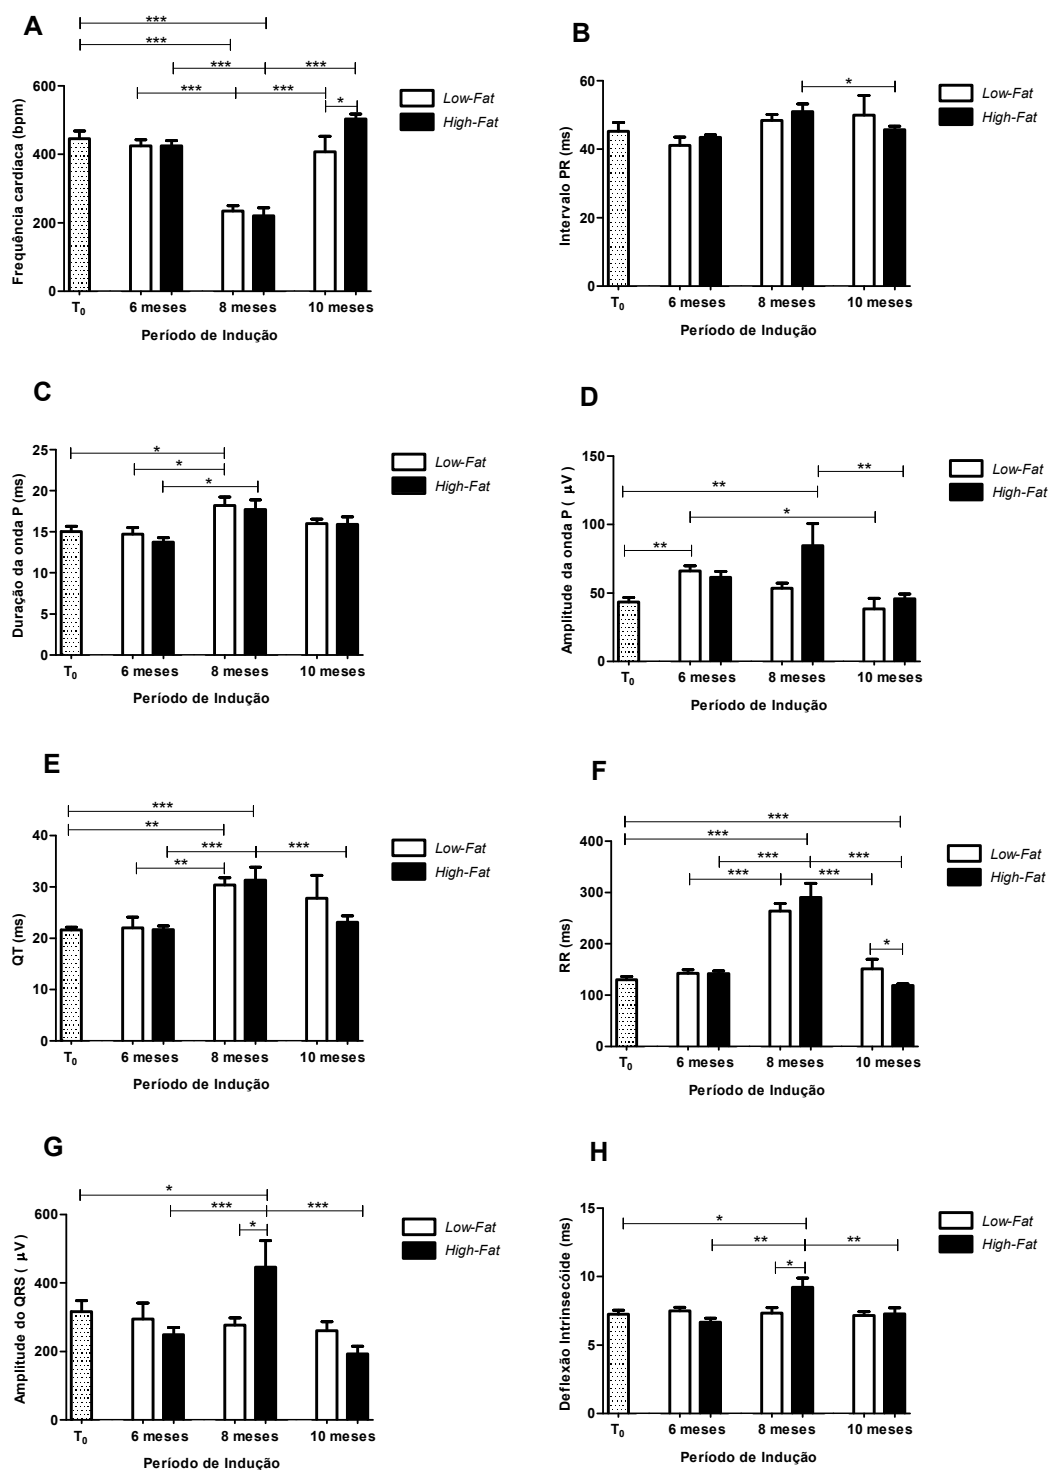 A
***
***
***
***
***
***
*
Frequência cardíaca (bpm)
600
400
200
0
T0
6 meses
8 meses
10 meses
Período de Indução
Low-Fat
High-Fat
B
*
Intervalo PR (ms)
60
40
20
0
T0
6 meses
8 meses
10 meses
Período de Indução
Low-Fat
High-Fat
C
*
*
*
Duração da onda P (ms)
25
20
15
10
5
0
T0
6 meses
8 meses
10 meses
Período de Indução
Low-Fat
High-Fat
D
**
**
*
**
Amplitude da onda P ( μV)
150
100
50
0
T0
6 meses
8 meses
10 meses
Período de Indução
Low-Fat
High-Fat
E
***
**
***
***
**
QT (ms)
40
30
20
10
0
T0
6 meses
8 meses
10 meses
Período de Indução
Low-Fat
High-Fat
F
***
***
***
***
***
***
*
RR (ms)
400
300
200
100
0
T0
6 meses
8 meses
10 meses
Período de Indução
Low-Fat
High-Fat
G
*
***
***
*
Amplitude do QRS ( μV)
600
400
200
0
T0
6 meses
8 meses
10 meses
Período de Indução
Low-Fat
High-Fat
H
*
**
**
*
Deflexão Intrinsecóide (ms)
15
10
5
0
T0
6 meses
8 meses
10 meses
Período de Indução
Low-Fat
High-Fat